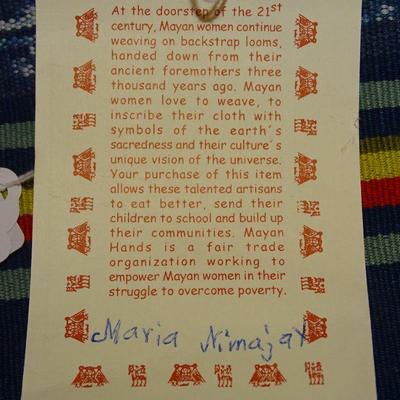 At the doorstep of the 21st
century, Mayan women continue
weaving on backstrap looms,
handed down from their
ancient foremothers three
thousand years ago. Mayan
women love to weave, to
inscribe their cloth with
symbols of the earth´s
sacredness and their culture´s
unique vision of the universe.
Your purchase of this item
allows these talented artisans
to eat better, send their
children to school and build up
their communities. Mayan
Hands is a fair trade
organization working to
empower Mayan women in their
struggle to overcome poverty.
Maria Nimajay